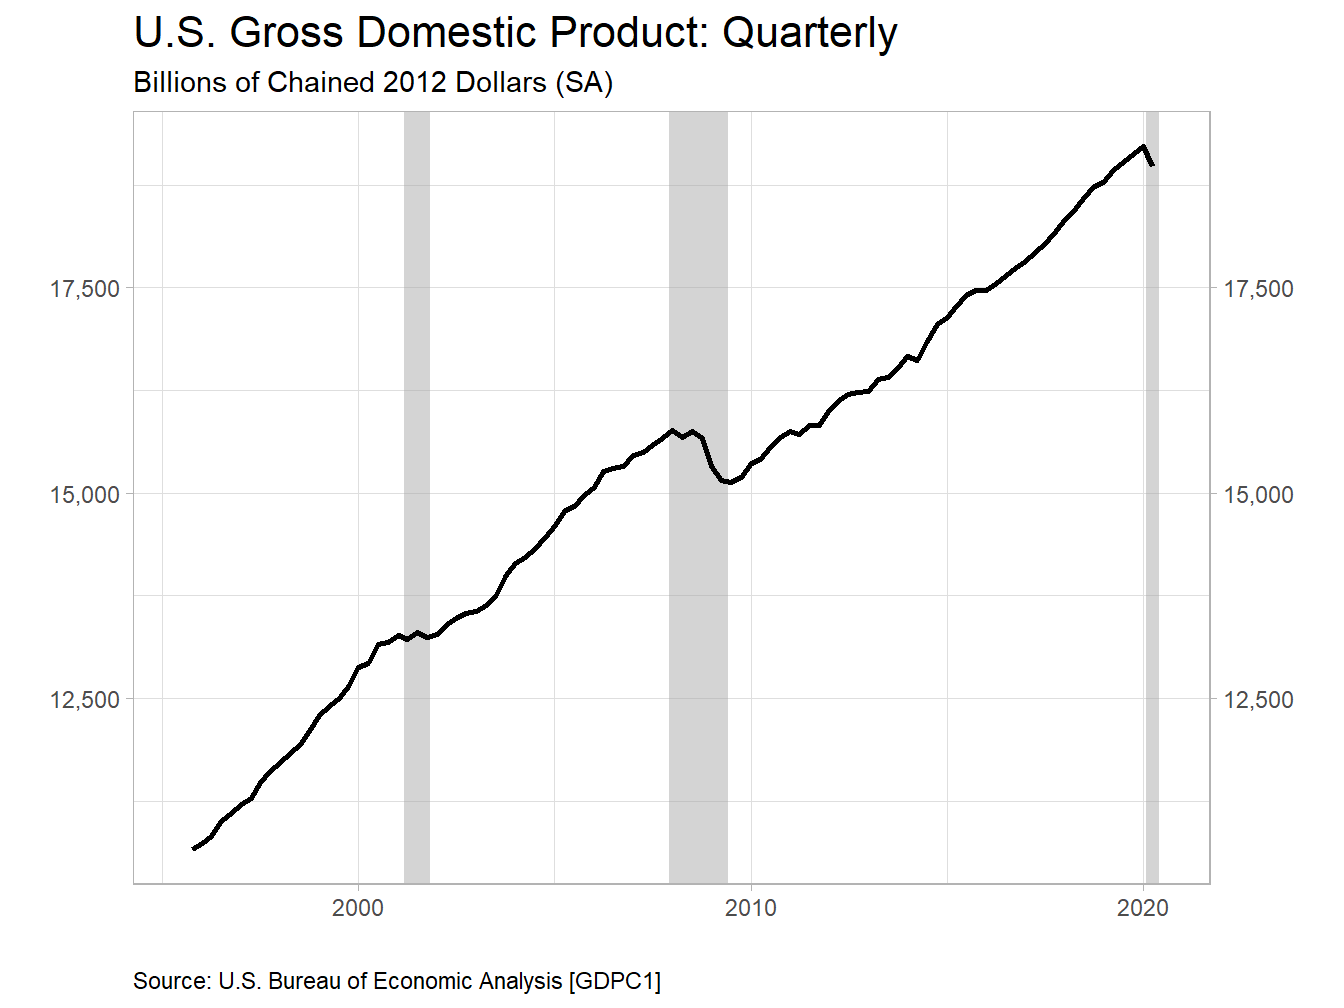 U.S. Gross Domestic Product: Quarterly
Billions of Chained 2012 Dollars (SA)
17,500 17,500
15,000 15,000
12,500 12,500
2000 2010 2020
Source: U.S. Bureau of Economic Analysis [GDPC1]